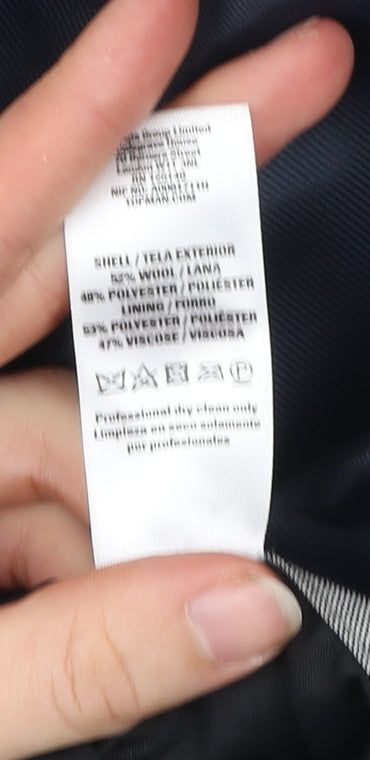 Limited
TOPMAN.COM
SHELL / TELA EXTERIOR
52% WOOL / LANA
48% POLYESTER / POLIÉSTER
LINING / FORRO
53% POLYESTER / POLIÉSTER
47% VISCOSE / VISCOSA
Professional dry clean only
Limpieza en seco solamente
por profesionales